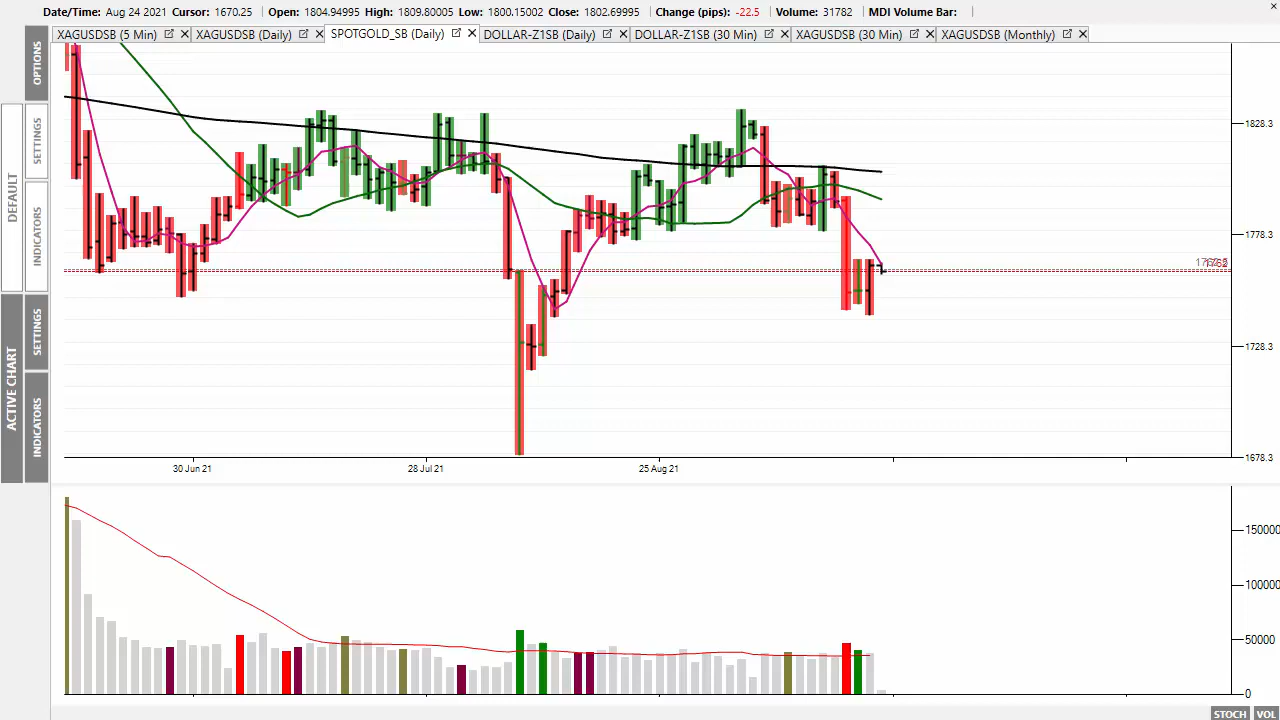 Date/Time: Aug 24 2021 Cursor: 1670.25 Open: 1804.94995 High: 1809.80005 Low: 1800.15002 Close: 1802.69995 Change (pips): -22.5 Volume: 31782 MDI Volume Bar:
XAGUSDSB (5 Min) XAGUSDSB (Daily) SPOTGOLD_SB (Daily) DOLLAR-Z1SB (Daily) DOLLAR-Z1SB (30 Min) XAGUSDSB (30 Min) XAGUSDSB (Monthly)
OPTIONS
SETTINGS
DEFAULT
INDICATORS
SETTINGS
ACTIVE CHART
INDICATORS
1828.3
1778.3
1762
1728.3
1678.3
30 Jun 21 28 Jul 21 25 Aug 21
150000
100000
50000
0
STOCH VOL